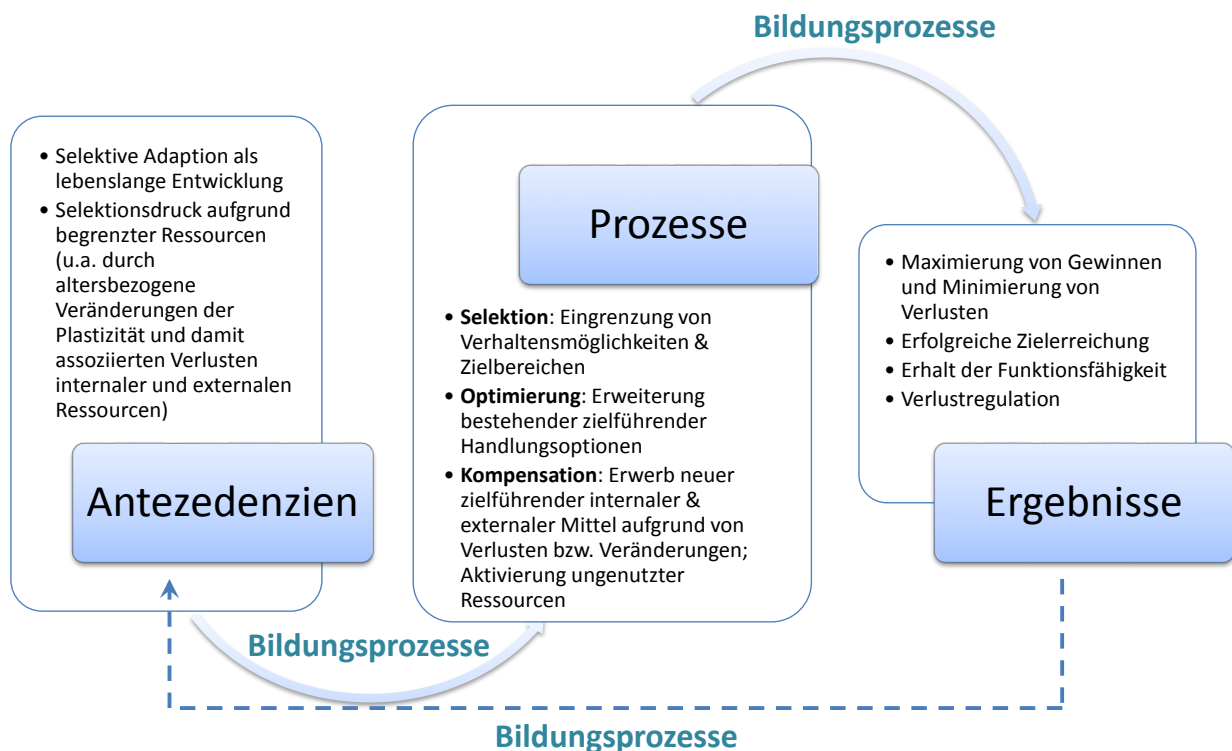 Bildungsprozesse
• Selektive Adaption als
lebenslange Entwicklung
• Selektionsdruck aufgrund
begrenzter Ressourcen
(u.a. durch
altersbezogene
Veränderungen der
Plastizität und damit
assoziierten Verlusten
internaler und externalen
Ressourcen)
Antezedenzien
Bildungsprozesse
Prozesse
• Selektion: Eingrenzung von
Verhaltensmöglichkeiten &
Zielbereichen
• Optimierung: Erweiterung
bestehender zielführender
Handlungsoptionen
• Kompensation: Erwerb neuer
zielführender internaler &
externaler Mittel aufgrund von
Verlusten bzw. Veränderungen;
Aktivierung ungenutzter
Ressourcen
• Maximierung von Gewinnen
und Minimierung von
Verlusten
• Erfolgreiche Zielerreichung
• Erhalt der Funktionsfähigkeit
• Verlustregulation
Ergebnisse
Bildungsprozesse